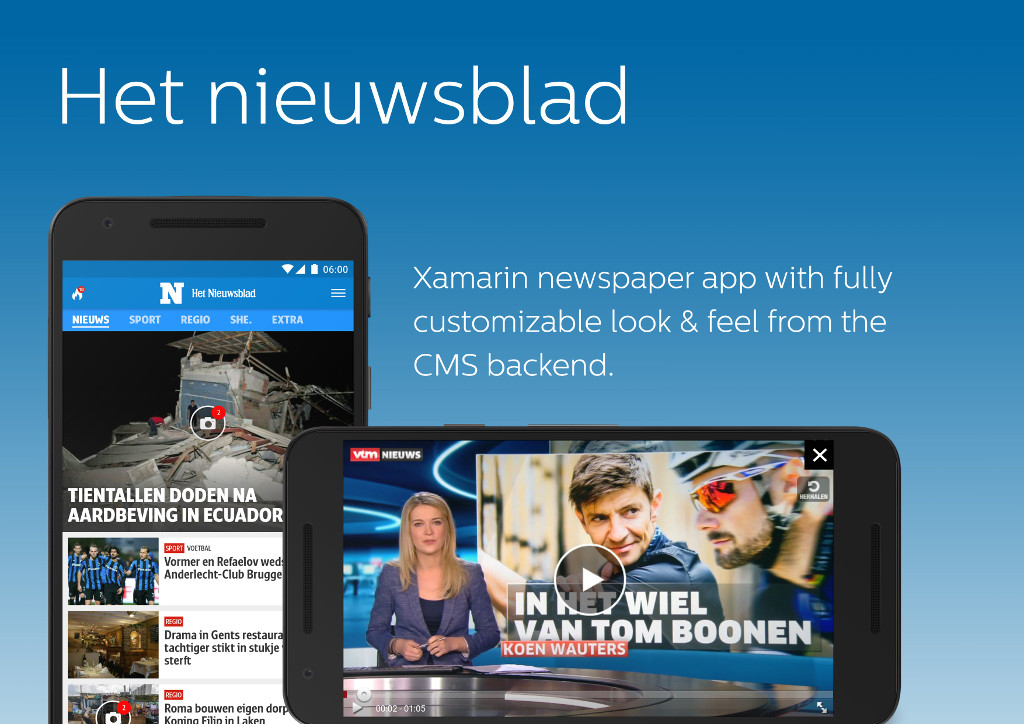 Het nieuwsblad
Xamarin newspaper app with fully
customizable look & feel from the
CMS backend.
06:00
N Het Nieuwsblad
NIEUWS SPORT REGIO SHE. EXTRA
2
TIENTALLEN DODEN NA
AARDBEVING IN ECUADOR
SPORT VOETBAL
Vormer en Refaelov weds
Anderlecht-Club Brugge
REGIO
Drama in Gents restaura
tachtiger stikt in stukje
sterft
REGIO
2
Roma bouwen eigen dorp
Koning Filip in Laken
vtm NIEUWS
HERHALEN
IN HET WIEL
VAN TOM BOONEN
KOEN WAUTERS
00:02 - 01:05